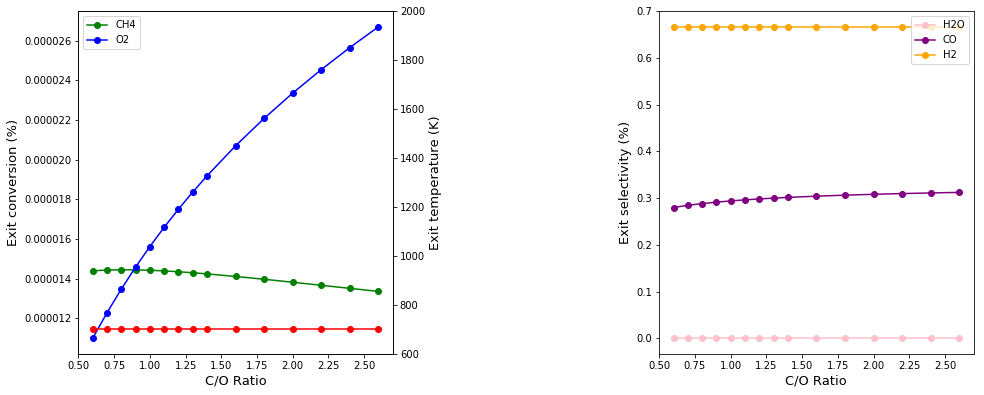 CH4
O2
0.000026
0.000024
0.000022
0.000020
0.000018
0.000016
0.000014
0.000012
Exit conversion (%)
0.50 0.75 1.00 1.25 1.50 1.75 2.00 2.25 2.50
C/O Ratio
2000
1800
1600
1400
1200
1000
800
600
Exit temperature (K)
H2O
CO
H2
0.7
0.6
0.5
0.4
0.3
0.2
0.1
0.0
Exit selectivity (%)
0.50 0.75 1.00 1.25 1.50 1.75 2.00 2.25 2.50
C/O Ratio